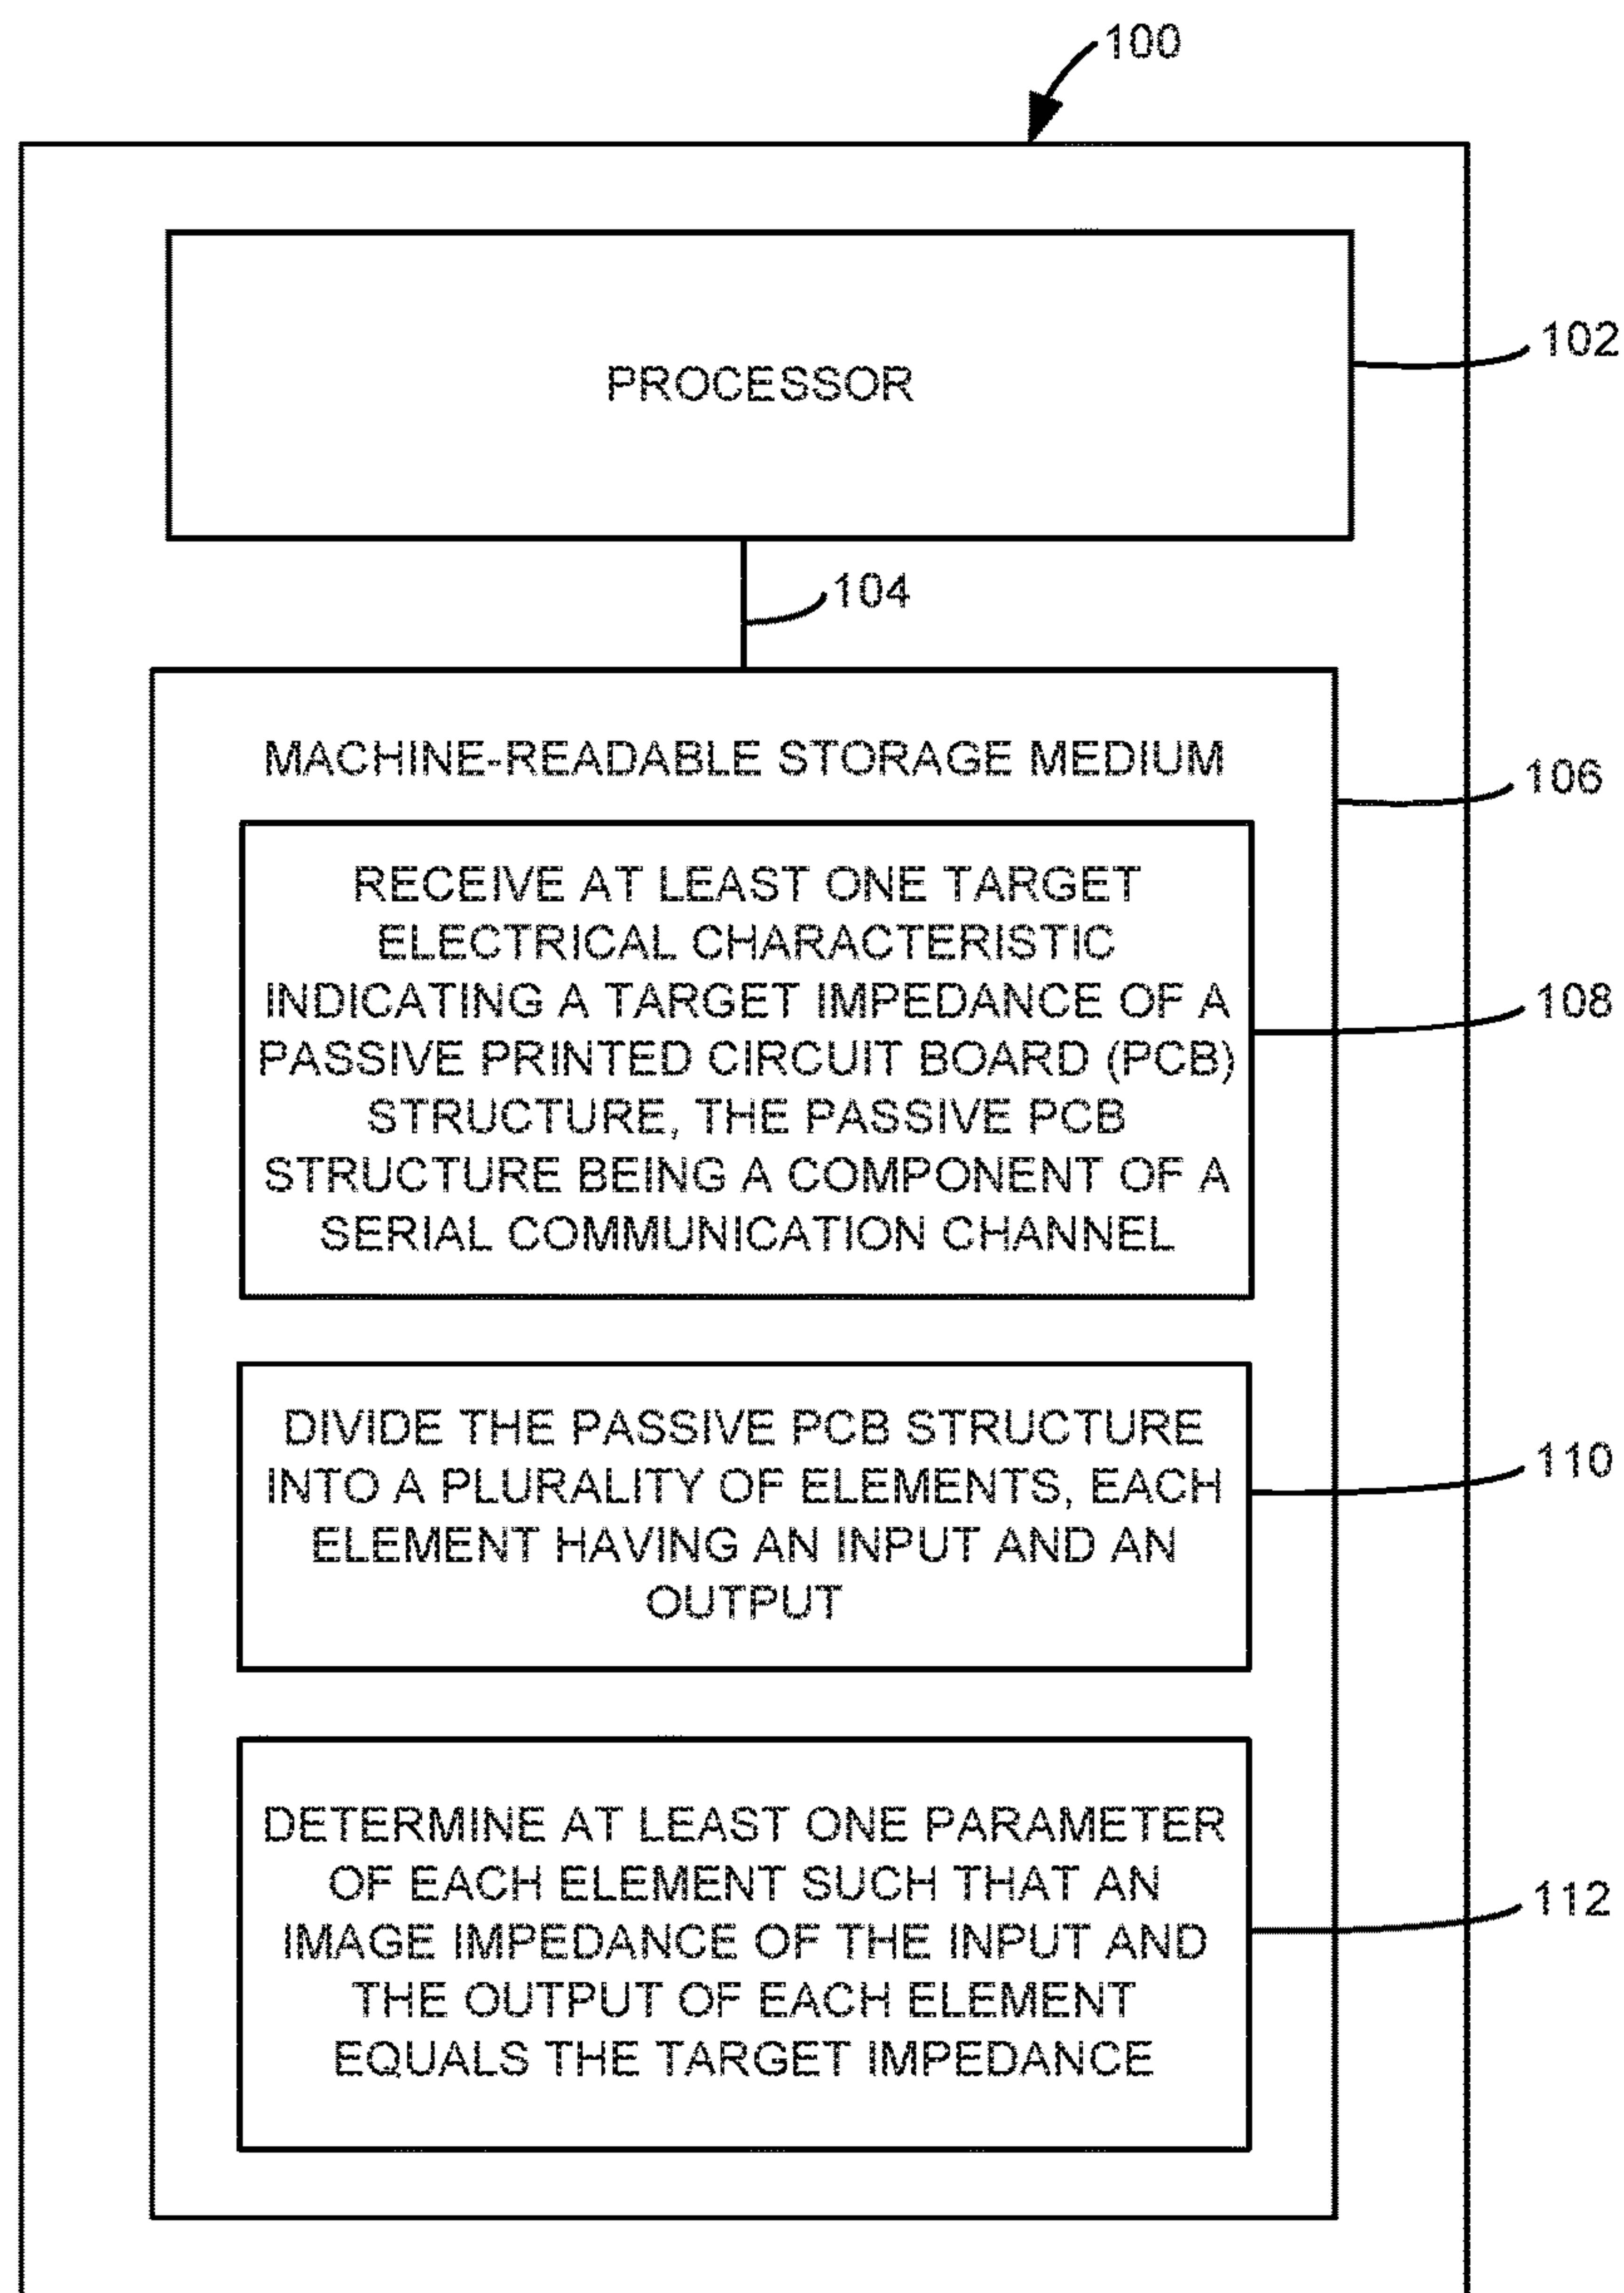 100
PROCESSOR
102
104
MACHINE-READABLE STORAGE MEDIUM
106
RECEIVE AT LEAST ONE TARGET
ELECTRICAL CHARACTERISTIC
INDICATING A TARGET IMPEDANCE OF A
PASSIVE PRINTED CIRCUIT BOARD (PCB)
STRUCTURE, THE PASSIVE PCB
STRUCTURE BEING A COMPONENT OF A
SERIAL COMMUNICATION CHANNEL
108
DIVIDE THE PASSIVE PCB STRUCTURE
INTO A PLURALITY OF ELEMENTS, EACH
ELEMENT HAVING AN INPUT AND AN
OUTPUT
110
DETERMINE AT LEAST ONE PARAMETER
OF EACH ELEMENT SUCH THAT AN
IMAGE IMPEDANCE OF THE INPUT AND
THE OUTPUT OF EACH ELEMENT
EQUALS THE TARGET IMPEDANCE
112